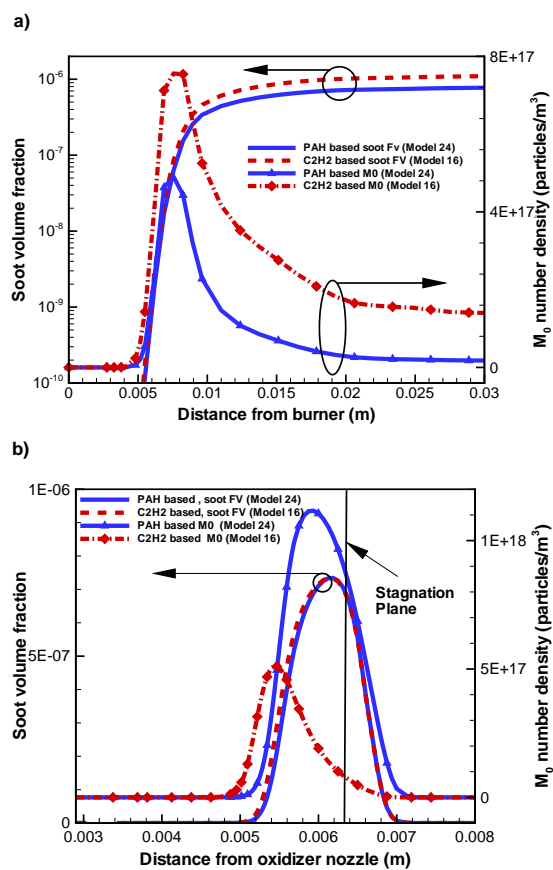 a)
Soot volume fraction
10-6
10-7
10-8
10-9
10-10
8E+17
4E+17
0
M0 number density (particles/m3)
PAH based soot Fv (Model 24)
C2H2 based soot FV (Model 16)
PAH based M0 (Model 24)
C2H2 based M0 (Model 16)
0 0.005 0.01 0.015 0.02 0.025 0.03
Distance from burner (m)
b)
Soot volume fraction
1E-06
5E-07
0
PAH based , soot FV (Model 24)
C2H2 based, soot FV (Model 16)
PAH based M0 (Model 24)
C2H2 based M0 (Model 16)
Stagnation
Plane
1E+18
5E+17
0
M0 number density (particles/m3)
0.003 0.004 0.005 0.006 0.007 0.008
Distance from oxidizer nozzle (m)